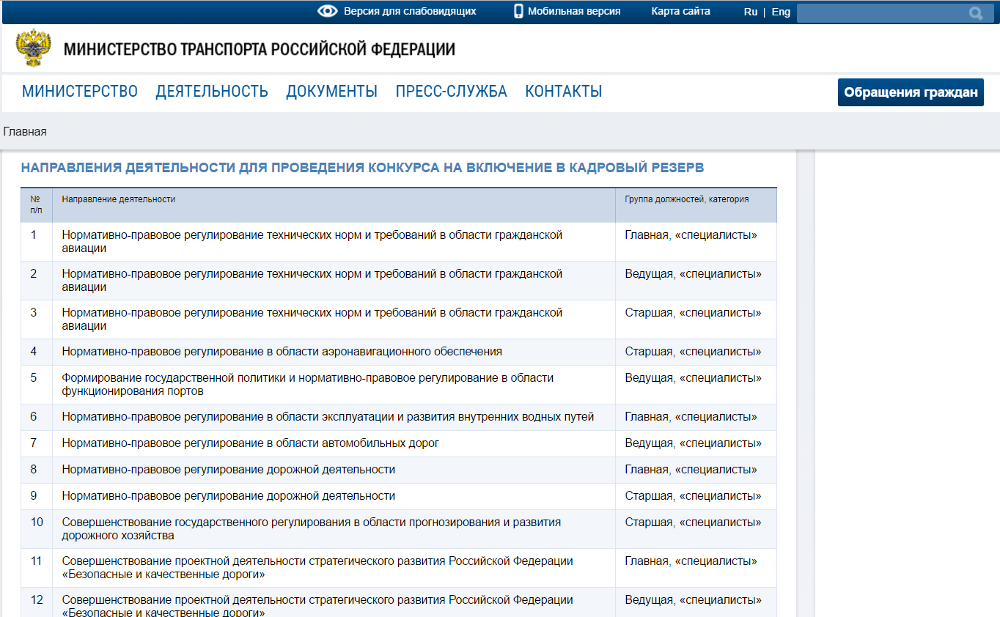 Версия для слабовидящих Мобильная версия Карта сайта Ru | Eng
МИНИСТЕРСТВО ТРАНСПОРТА РОССИЙСКОЙ ФЕДЕРАЦИИ
МИНИСТЕРСТВО ДЕЯТЕЛЬНОСТЬ ДОКУМЕНТЫ ПРЕСС-СЛУЖБА КОНТАКТЫ Обращения граждан
Главная
НАПРАВЛЕНИЯ ДЕЯТЕЛЬНОСТИ ДЛЯ ПРОВЕДЕНИЯ КОНКУРСА НА ВКЛЮЧЕНИЕ В КАДРОВЫЙ РЕЗЕРВ
№ Направление деятельности Группа должностей, категория
п/п
1 Нормативно-правовое регулирование технических норм и требований в области гражданской Главная, «специалисты»
авиации
2 Нормативно-правовое регулирование технических норм и требований в области гражданской Ведущая, «специалисты»
авиации
3 Нормативно-правовое регулирование технических норм и требований в области гражданской Старшая, «специалисты»
авиации
4 Нормативно-правовое регулирование в области аэронавигационного обеспечения Старшая, «специалисты»
5 Формирование государственной политики и нормативно-правовое регулирование в области Ведущая, «специалисты»
функционирования портов
6 Нормативно-правовое регулирование в области эксплуатации и развития внутренних водных путей Главная, «специалисты»
7 Нормативно-правовое регулирование в области автомобильных дорог Ведущая, «специалисты»
8 Нормативно-правовое регулирование дорожной деятельности Главная, «специалисты»
9 Нормативно-правовое регулирование дорожной деятельности Старшая, «специалисты»
10 Совершенствование государственного регулирования в области прогнозирования и развития Старшая, «специалисты»
дорожного хозяйства
11 Совершенствование проектной деятельности стратегического развития Российской Федерации Главная, «специалисты»
«Безопасные и качественные дороги»
12 Совершенствование проектной деятельности стратегического развития Российской Федерации Ведущая, «специалисты»
«Безопасные и качественные дороги»